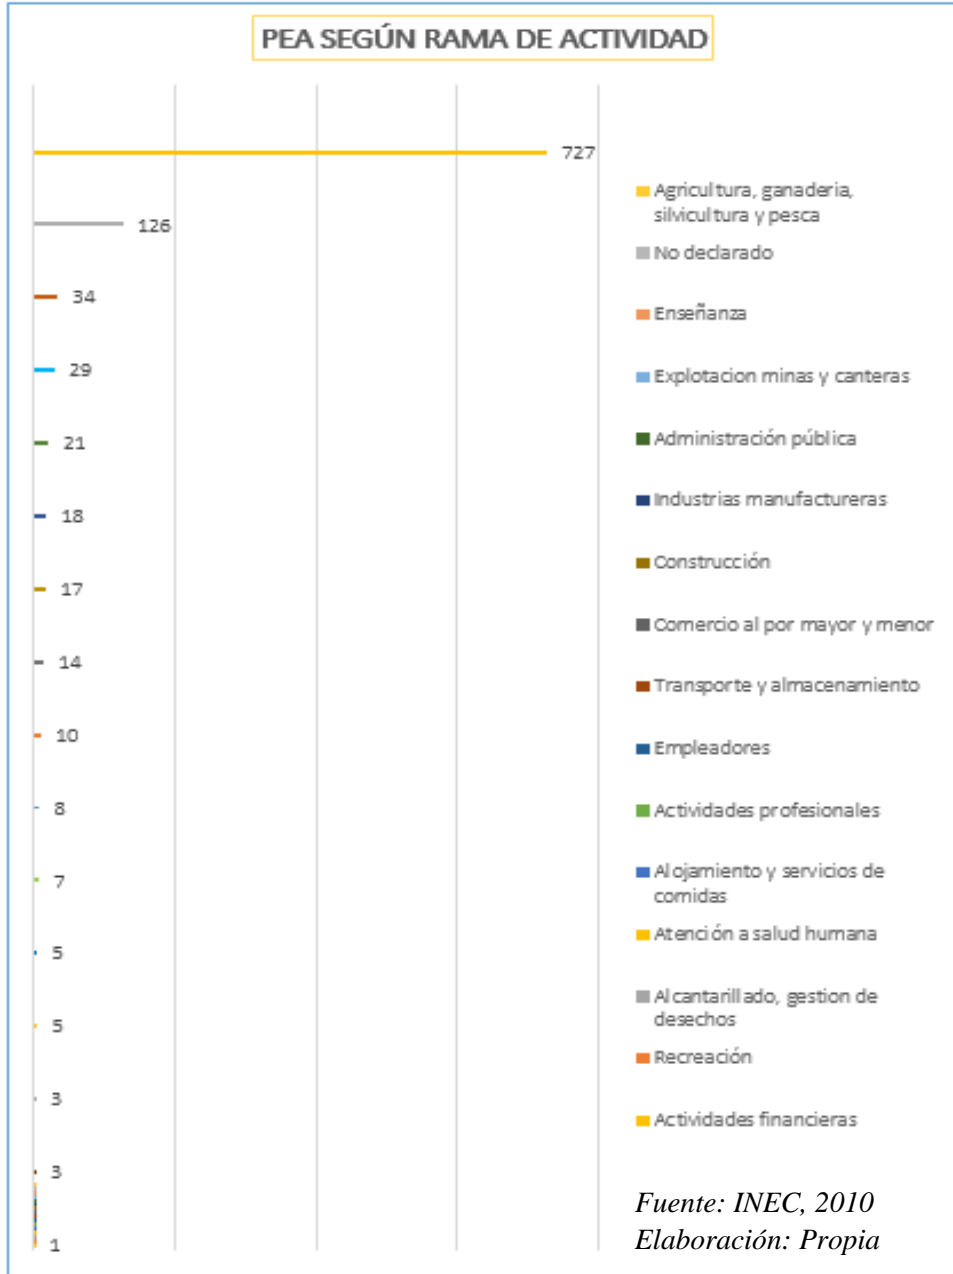 PEA SEGÚN RAMA DE ACTIVIDAD
727
126
34
29
21
18
17
14
10
8
7
5
5
3
3
1
Agricultura, ganaderia,
silvicultura y pesca
No declarado
Enseñanza
Explotacion minas y canteras
Administración pública
Industrias manufactureras
Construcción
Comercio al por mayor y menor
Transporte y almacenamiento
Empleadores
Actividades profesionales
Alojamiento y servicios de
comidas
Atención a salud humana
Alcantarillado, gestion de
desechos
Recreación
Actividades financieras
Fuente: INEC, 2010
Elaboración: Propia